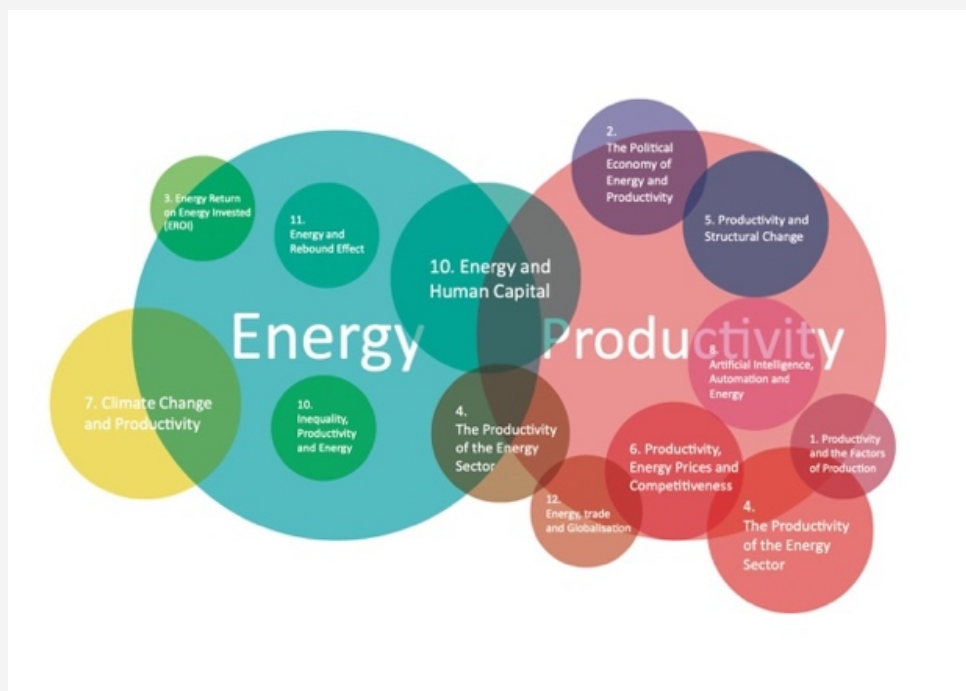 2.
The Political
Economy of
Energy and
Productivity
3. Energy Return
on Energy Invested
(EROI)
11.
Energy and
Rebound Effect
5. Productivity and
Structural Change
10. Energy and
Human Capital
Energy
Productivity
8.
Artificial Intelligence,
Automation and
Energy
7. Climate Change
and Productivity
10.
Inequality,
Productivity
and Energy
4.
The Productivity
of the Energy
Sector
6. Productivity,
Energy Prices and
Competitiveness
1. Productivity
and the Factors
of Production
12.
Energy, trade
and Globalisation
4.
The Productivity
of the Energy
Sector